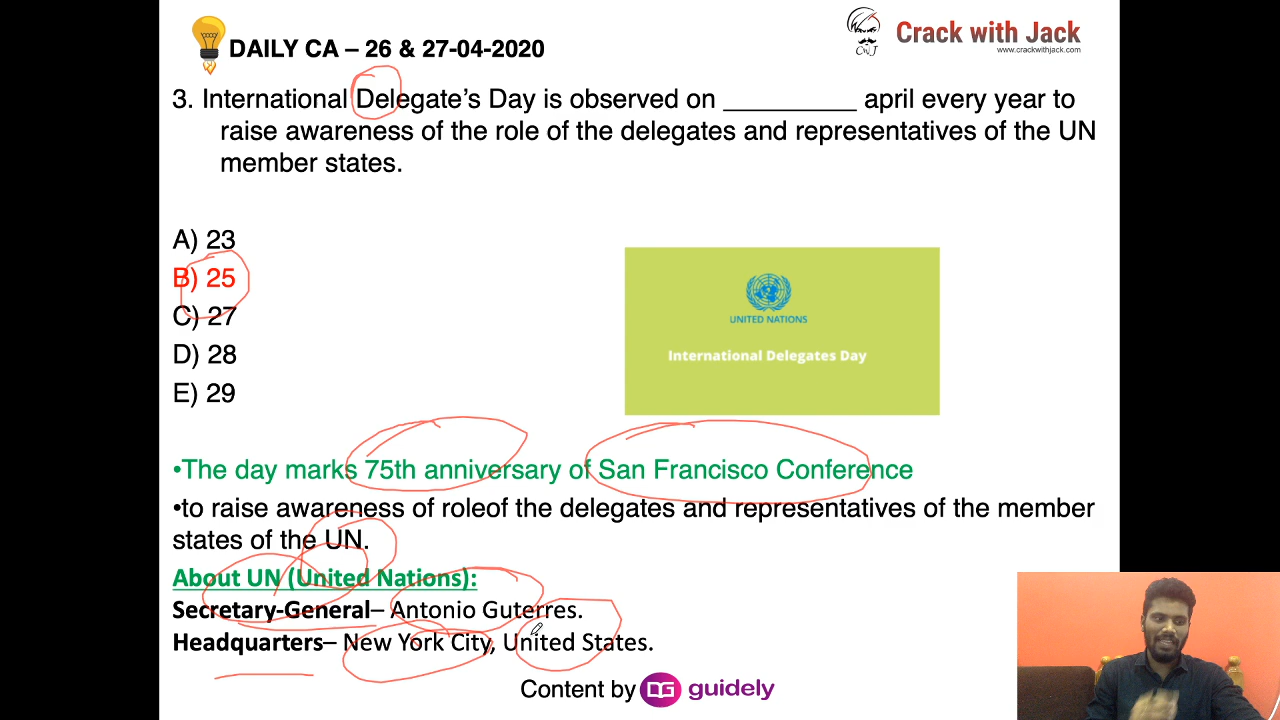 DAILY CA – 26 & 27-04-2020
CwJ
Crack with Jack
www.crackwithjack.com
3. International Delegate's Day is observed on __________ april every year to
raise awareness of the role of the delegates and representatives of the UN
member states.
A) 23
B) 25
C) 27
D) 28
E) 29
UNITED NATIONS
International Delegates Day
•The day marks 75th anniversary of San Francisco Conference
•to raise awareness of roleof the delegates and representatives of the member
states of the UN.
About UN (United Nations):
Secretary-General– Antonio Guterres.
Headquarters– New York City, United States.
Content by DG guidely